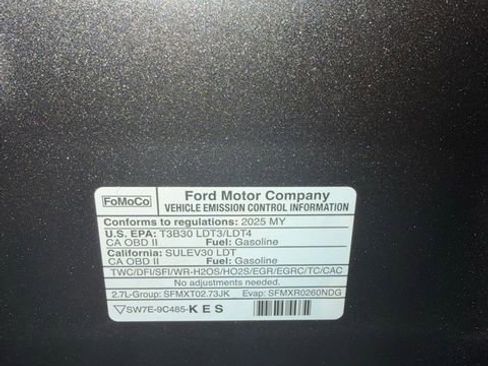 FoMoCo
Ford Motor Company
VEHICLE EMISSION CONTROL INFORMATION
Conforms to regulations: 2025 MY
U.S. EPA: T3B30 LDT3/LDT4
CA OBD II Fuel: Gasoline
California: SULEV30 LDT
CA OBD II Fuel: Gasoline
TWC/DFI/SFI/WR-H2OS/HO2S/EGR/EGRC/TC/CAC
No adjustments needed.
2.7L-Group: SFMXT02.73JK Evap: SFMXR0260NDG
▽SW7E-9C485-K E S